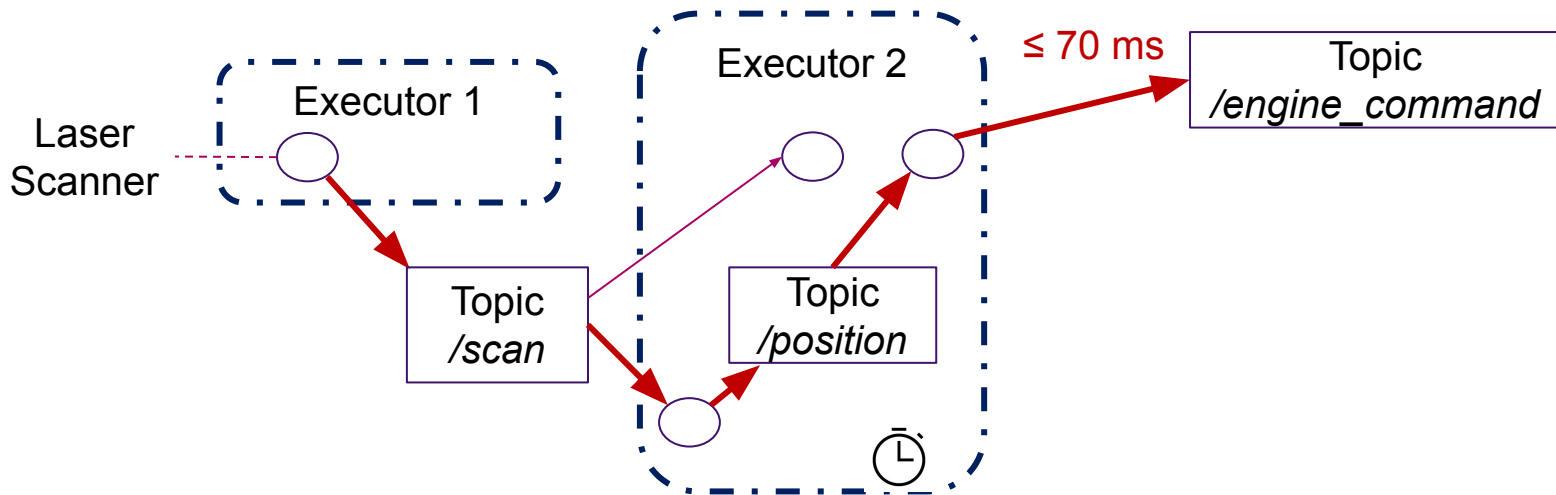 Laser
Scanner
Executor 1
Topic
/scan
Executor 2
Topic
/position
≤ 70 ms
Topic
/engine_command